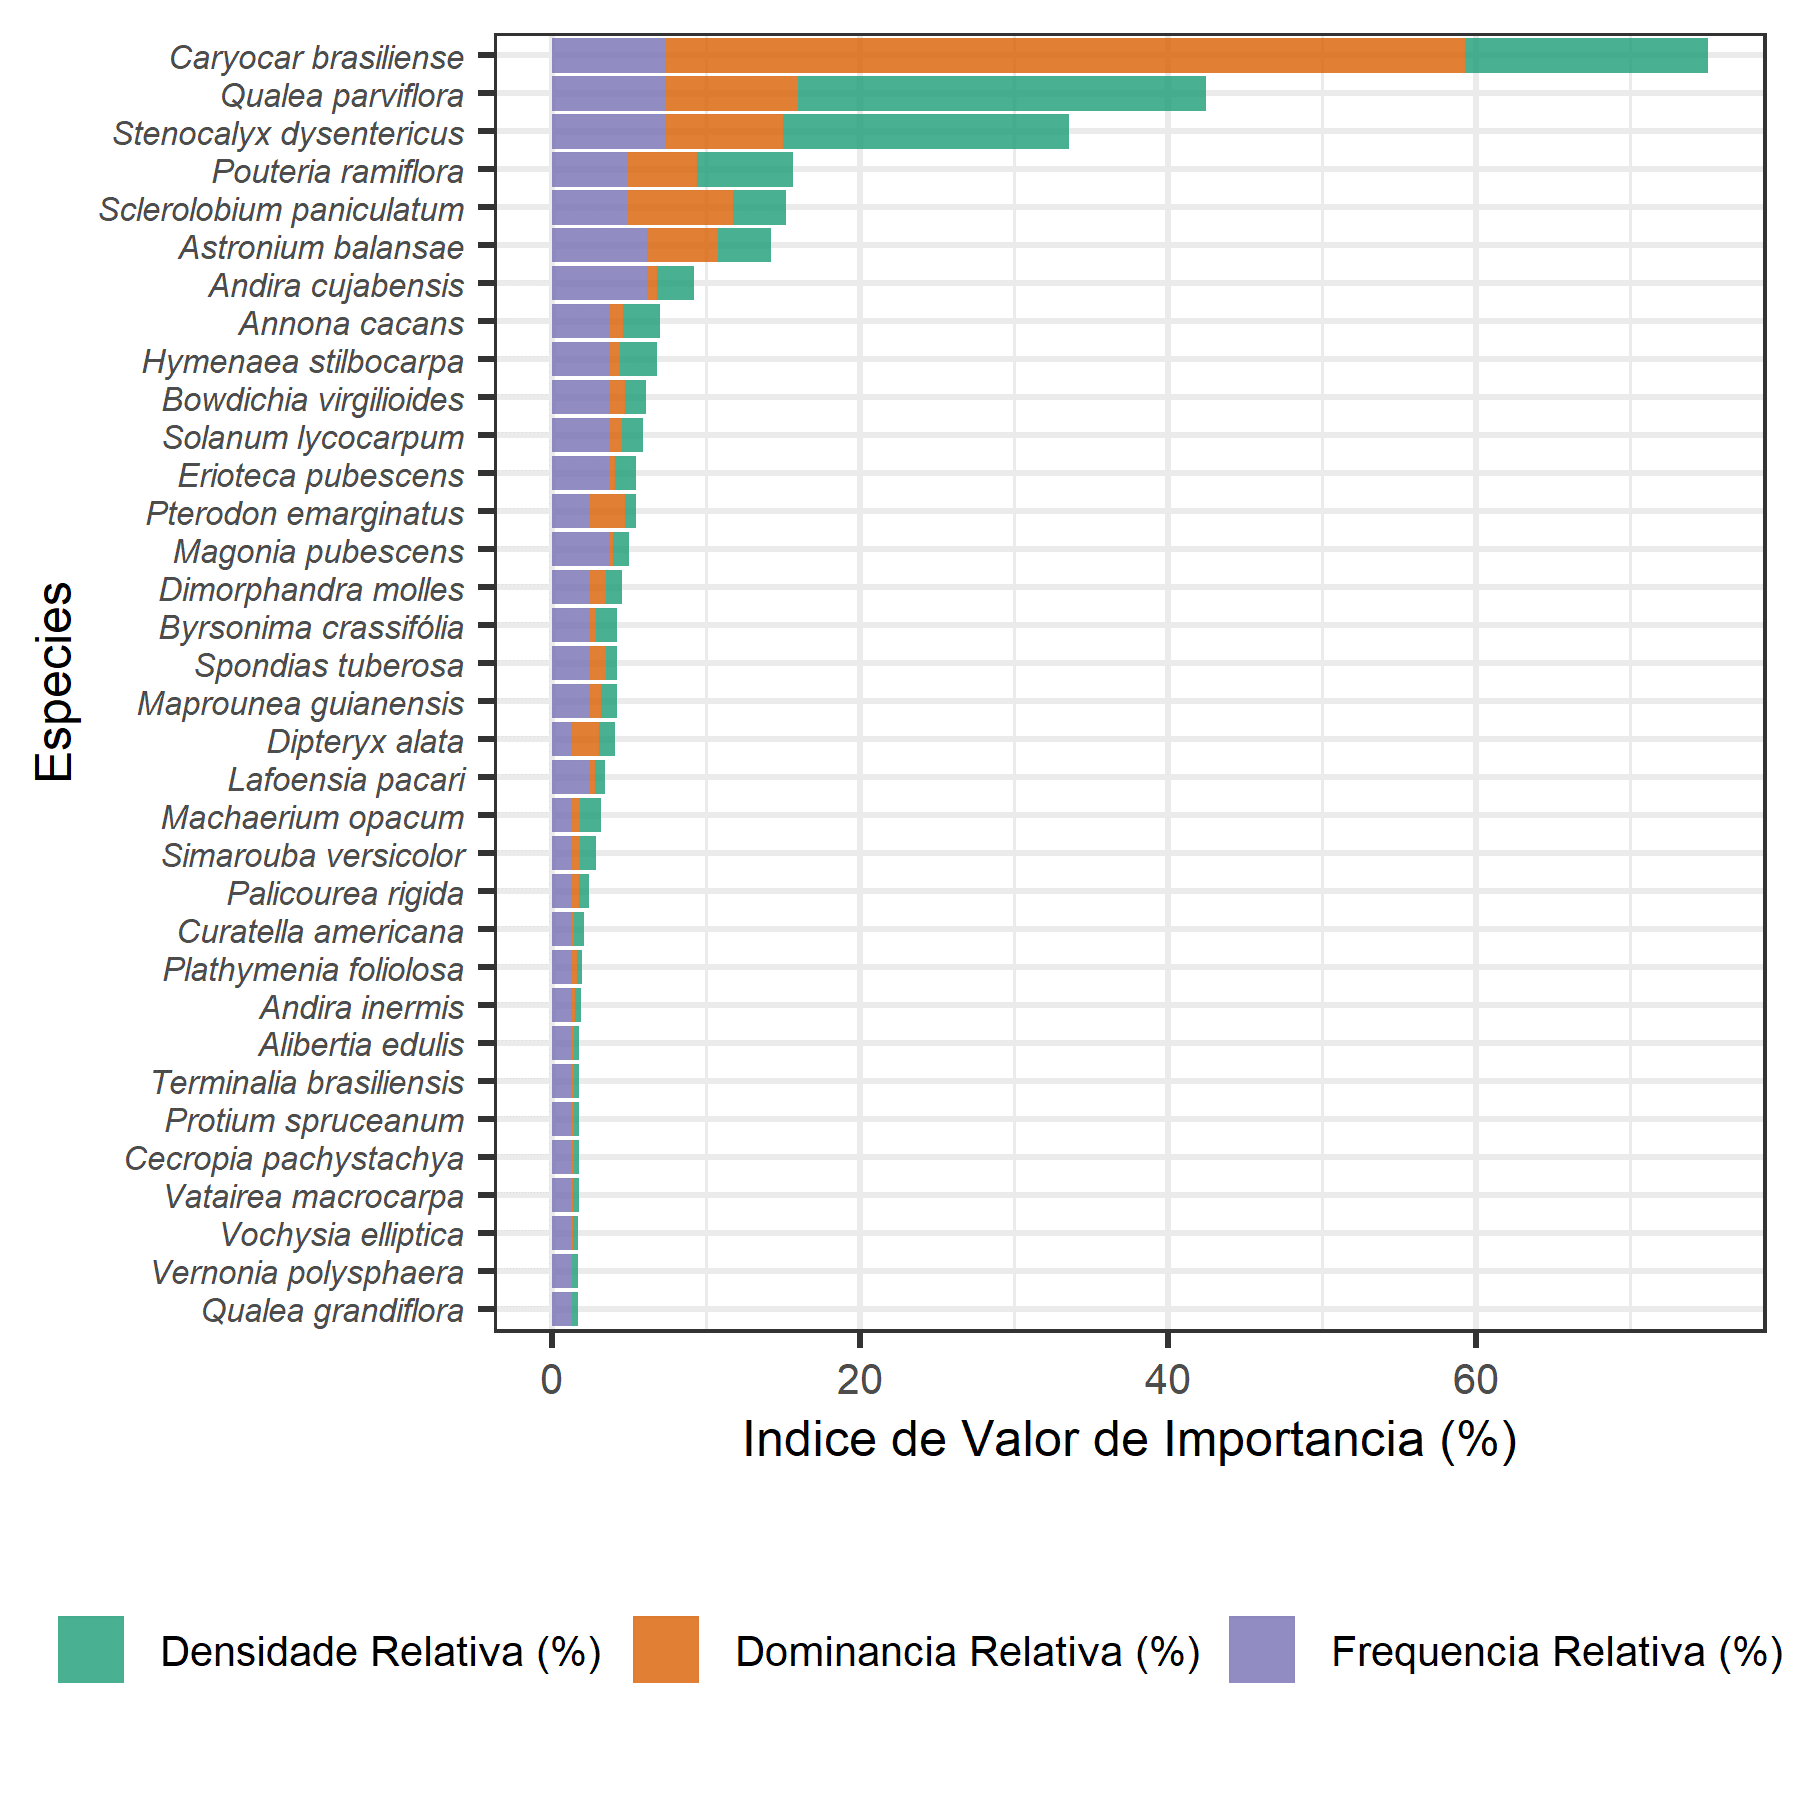 Caryocar brasiliense
Qualea parviflora
Stenocalyx dysentericus
Pouteria ramiflora
Sclerolobium paniculatum
Astronium balansae
Andira cujabensis
Annona cacans
Hymenaea stilbocarpa
Bowdichia virgilioides
Solanum lycocarpum
Erioteca pubescens
Pterodon emarginatus
Magonia pubescens
Dimorphandra molles
Byrsonima crassifólia
Spondias tuberosa
Maprounea guianensis
Dipteryx alata
Lafoensia pacari
Machaerium opacum
Simarouba versicolor
Palicourea rigida
Curatella americana
Plathymenia foliolosa
Andira inermis
Alibertia edulis
Terminalia brasiliensis
Protium spruceanum
Cecropia pachystachya
Vatairea macrocarpa
Vochysia elliptica
Vernonia polysphaera
Qualea grandiflora
Especies
0 20 40 60
Indice de Valor de Importancia (%)
Densidade Relativa (%) Dominancia Relativa (%) Frequencia Relativa (%)